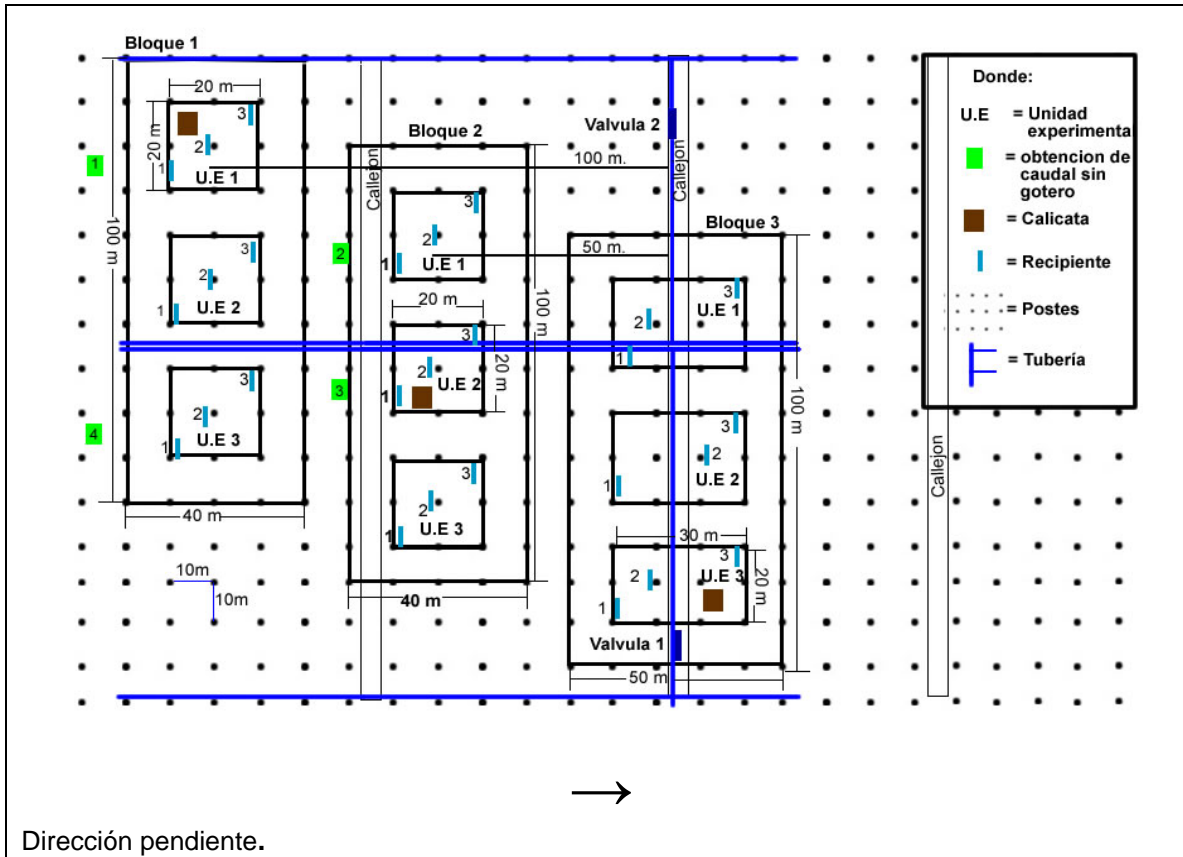 Bloque 1
20 m
3
2
1
U.E 1
20 m
100 m
1
Callejon
Bloque 2
Valvula 2
100 m.
Callejon
3
2
1
U.E 1
2
50 m.
Bloque 3
3
2
1
U.E 2
20 m
3
2
1
U.E 2
20 m
3
100 m
3
2
1
U.E 1
100 m
3
2
1
U.E 3
4
40 m
3
2
1
U.E 3
40 m
3
2
1
U.E 2
30 m
3
2
1
U.E 3
20 m
Valvula 1
50 m
10m
10m
Donde:
U.E = Unidad
experimenta
= obtencion de
caudal sin
gotero
= Calicata
= Recipiente
= Postes
= Tubería
Callejon
→
Dirección pendiente.